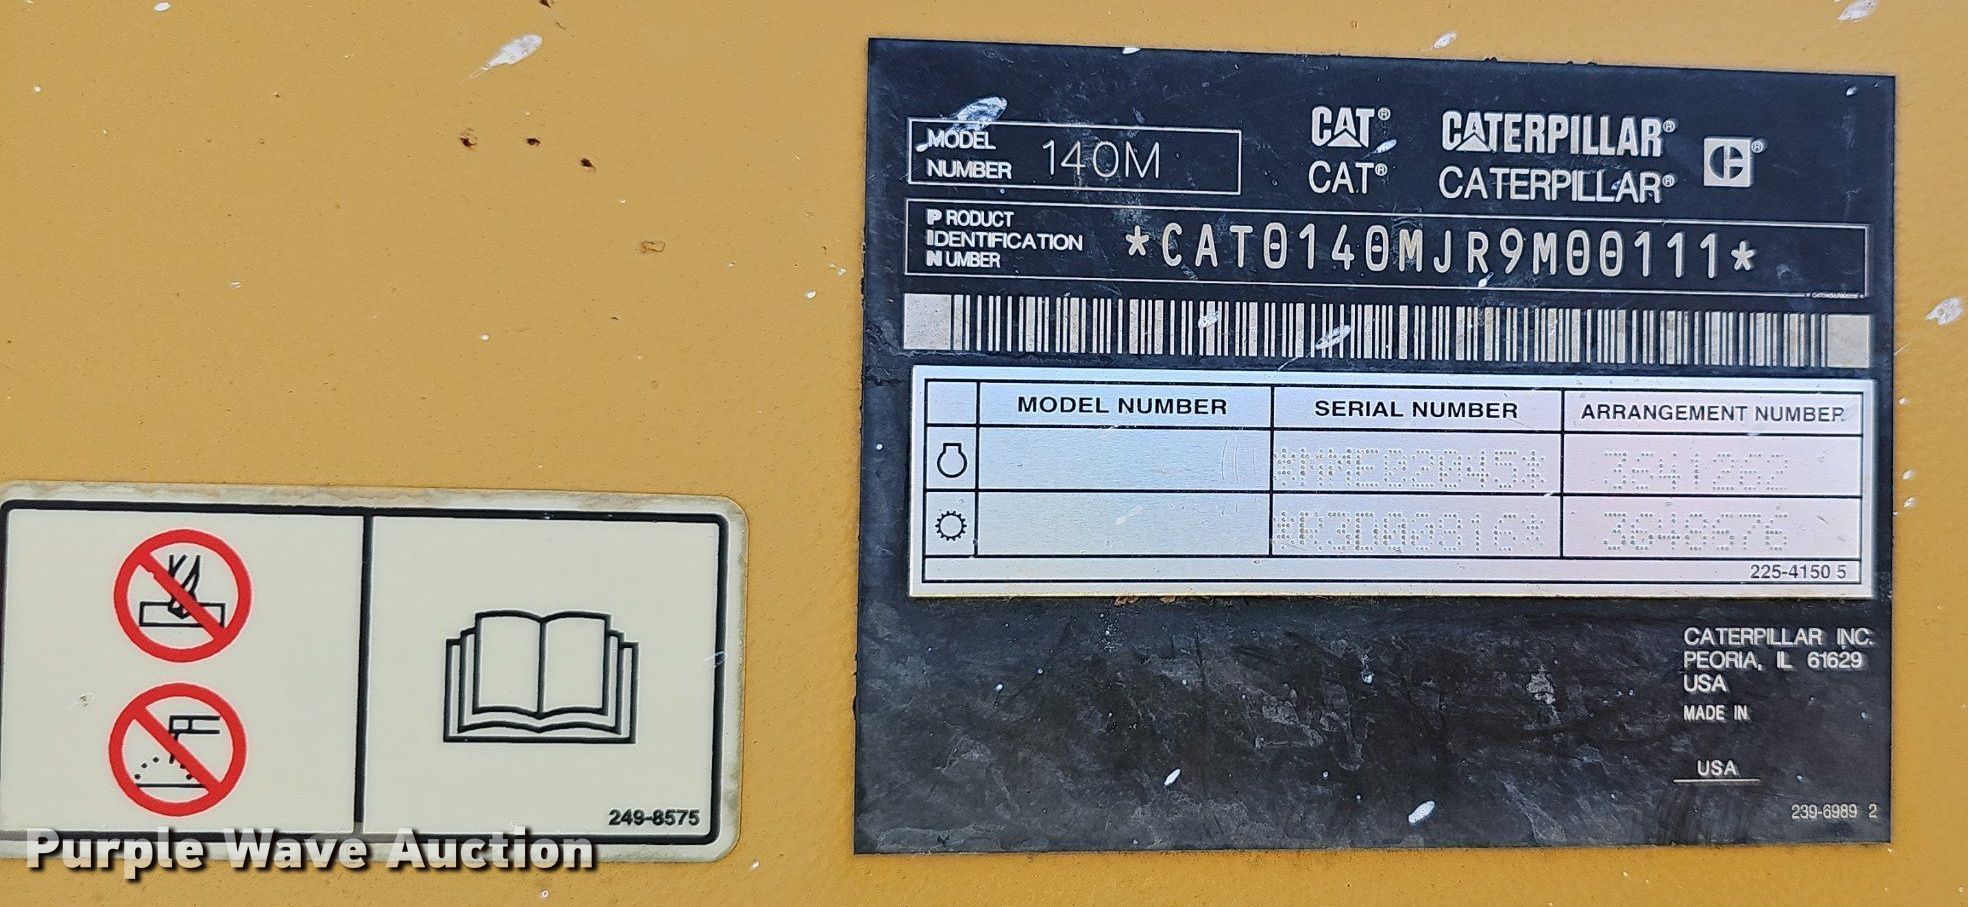 CAT® CATERPILLAR®
MODEL NUMBER 140M
CAT® CATERPILLAR®
PRODUCT IDENTIFICATION NUMBER *CAT0140MJR9M00111*
MODEL NUMBER SERIAL NUMBER ARRANGEMENT NUMBER
3641262
225-4150 5
CATERPILLAR INC.
PEORIA, IL 61629
USA
MADE IN
USA
239-6989 2
249-8575
Purple Wave Auction